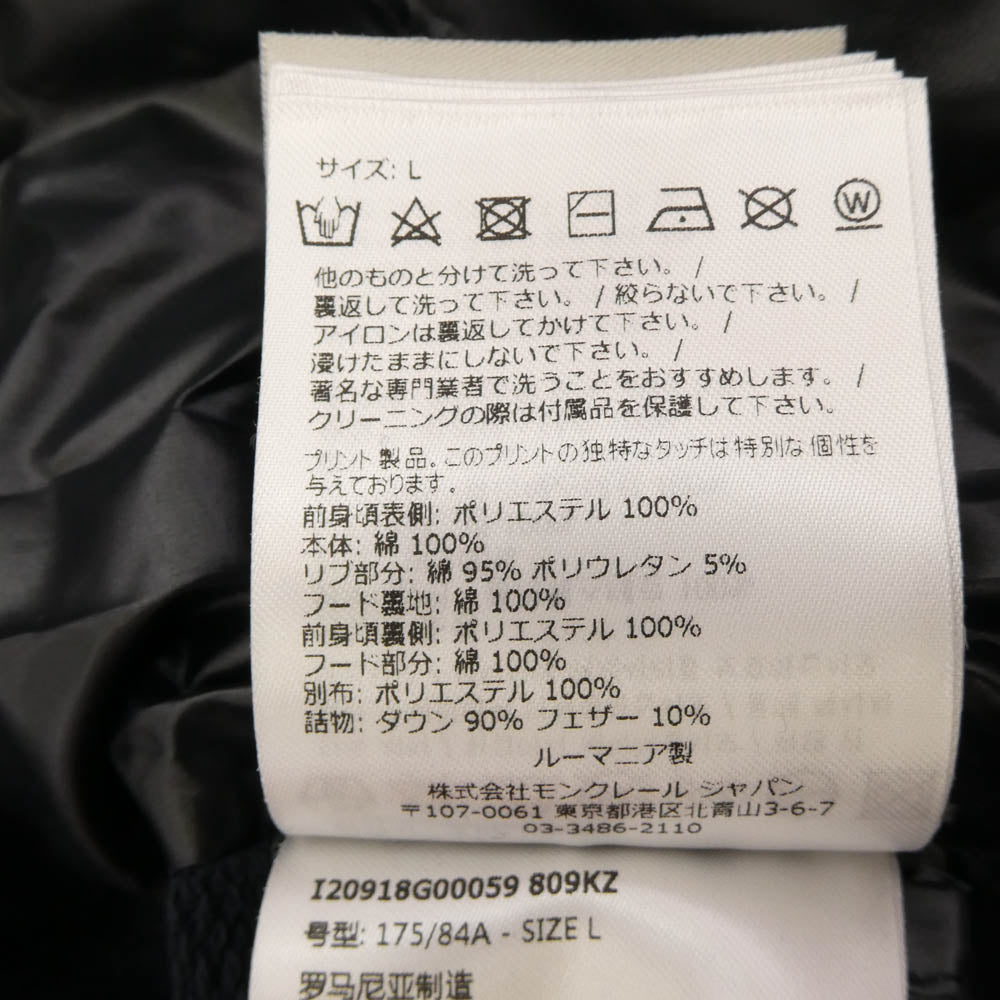 サイズ: L
W
他のものと分けて洗って下さい。 /
裏返して洗って下さい。 / 絞らないで下さい。 /
アイロンは裏返してかけて下さい。 /
浸けたままにしないで下さい。 /
著名な専門業者で洗うことをおすすめします。 /
クリーニングの際は付属品を保護して下さい。
プリント製品。このプリントの独特なタッチは特別な個性を
与えております。
前身頃表側: ポリエステル 100%
本体: 綿 100%
リブ部分: 綿 95% ポリウレタン 5%
フード裏地: 綿 100%
前身頃裏側: ポリエステル 100%
フード部分: 綿 100%
別布: ポリエステル 100%
詰物: ダウン 90% フェザー 10%
ルーマニア製
株式会社モンクレール ジャパン
〒107-0061 東京都港区北青山3-6-7
03-3486-2110
I20918G00059 809KZ
号型: 175/84A - SIZE L
罗马尼亚制造